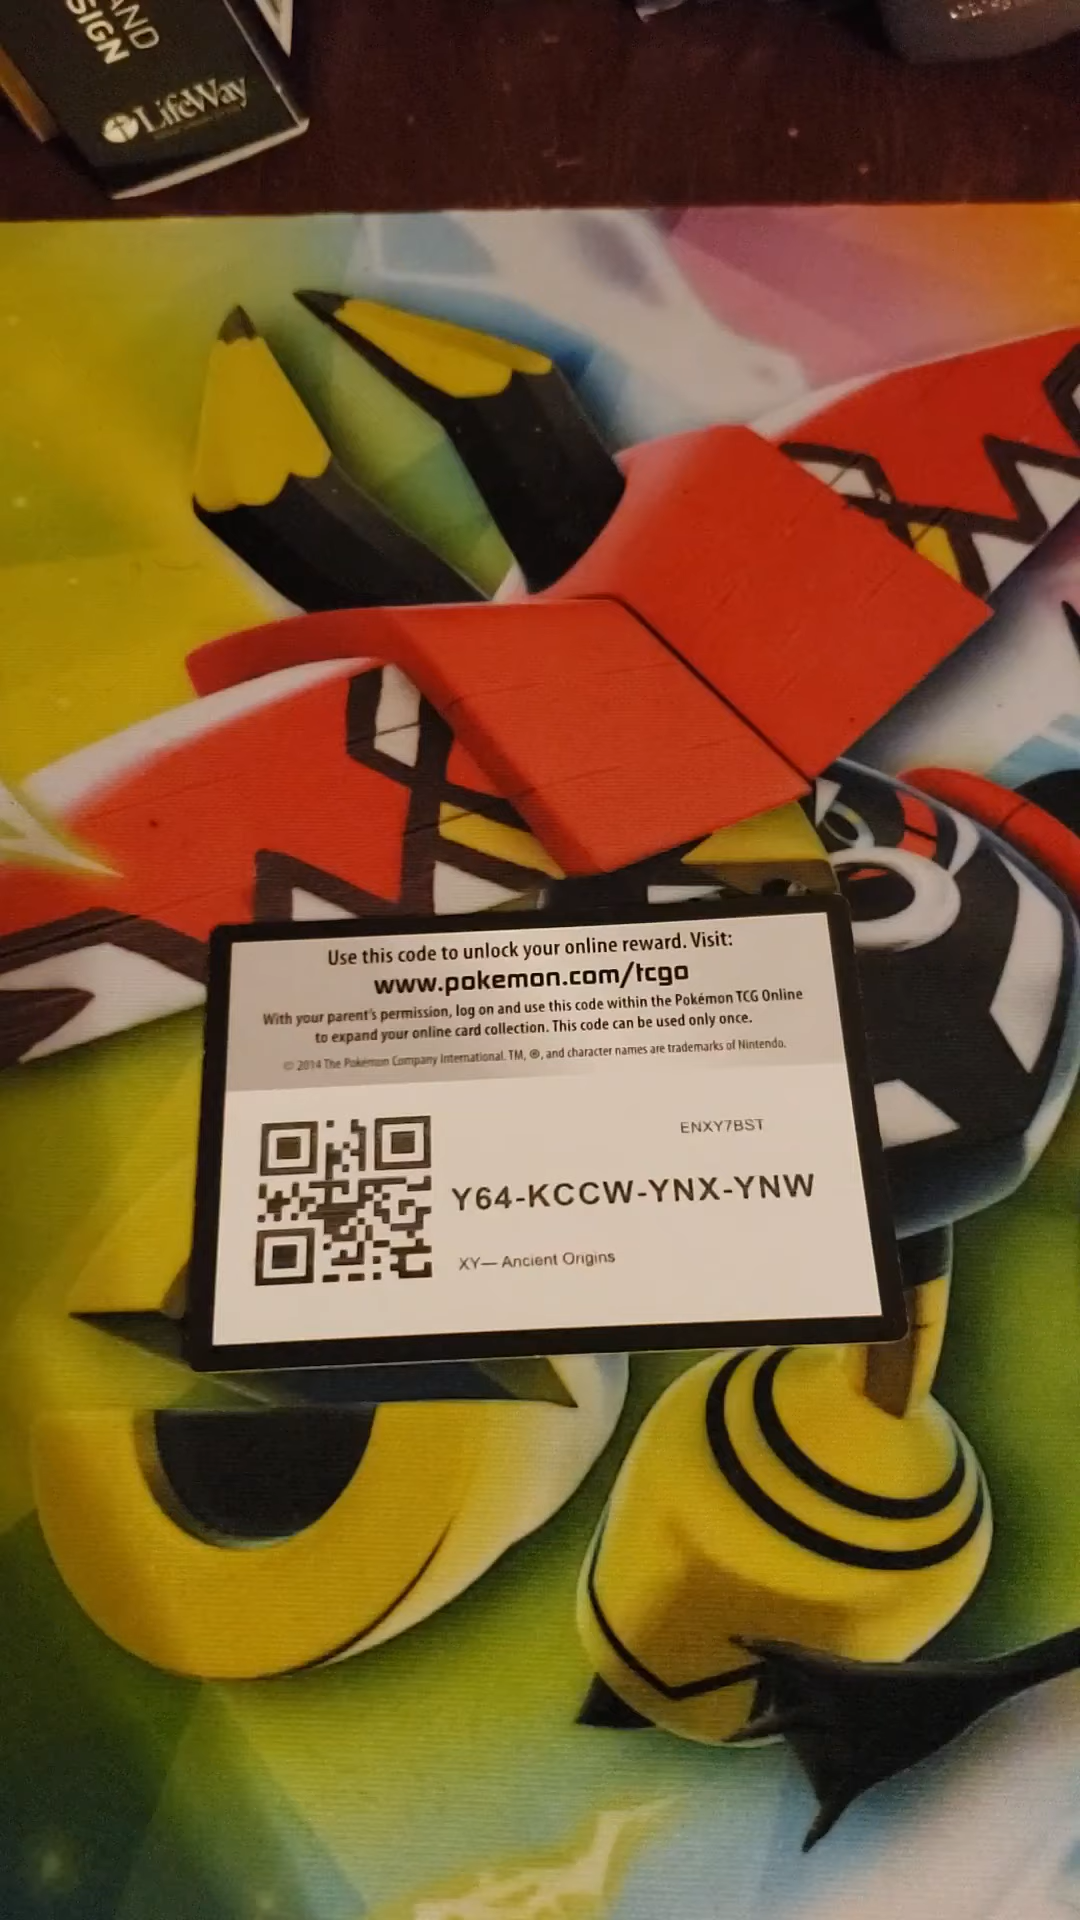 AND
SIGN
LifeWay
Use this code to unlock your online reward. Visit:
www.pokemon.com/tcgo
With your parent's permission, log on and use this code within the Pokémon TCG Online
to expand your online card collection. This code can be used only once.
© 2014 The Pokémon Company International. TM, ®, and character names are trademarks of Nintendo.
ENXY7BST
Y64-KCCW-YNX-YNW
XY— Ancient Origins